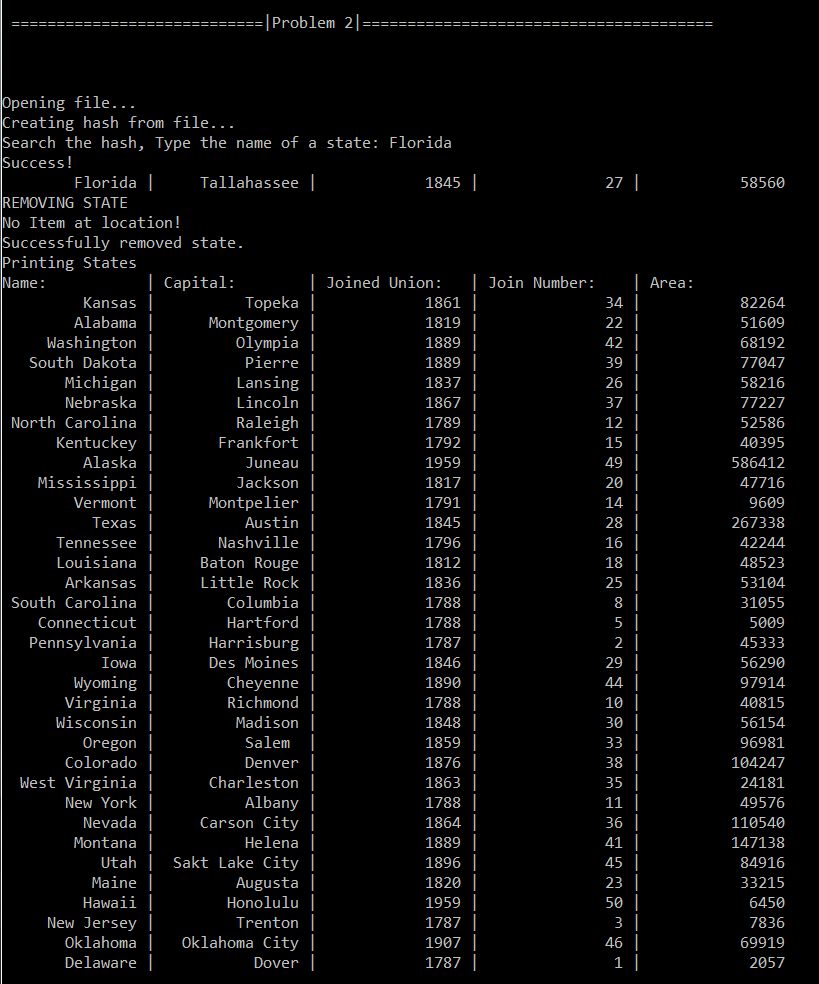 ============================|Problem 2|=======================================
Opening file...
Creating hash from file...
Search the hash, Type the name of a state: Florida
Success!
Florida | Tallahassee | 1845 | 27 | 58560
REMOVING STATE
No Item at location!
Successfully removed state.
Printing States
Name: | Capital: | Joined Union: | Join Number: | Area:
Kansas | Topeka | 1861 | 34 | 82264
Alabama | Montgomery | 1819 | 22 | 51609
Washington | Olympia | 1889 | 42 | 68192
South Dakota | Pierre | 1889 | 39 | 77047
Michigan | Lansing | 1837 | 26 | 58216
Nebraska | Lincoln | 1867 | 37 | 77227
North Carolina | Raleigh | 1789 | 12 | 52586
Kentuckey | Frankfort | 1792 | 15 | 40395
Alaska | Juneau | 1959 | 49 | 586412
Mississippi | Jackson | 1817 | 20 | 47716
Vermont | Montpelier | 1791 | 14 | 9609
Texas | Austin | 1845 | 28 | 267338
Tennessee | Nashville | 1796 | 16 | 42244
Louisiana | Baton Rouge | 1812 | 18 | 48523
Arkansas | Little Rock | 1836 | 25 | 53104
South Carolina | Columbia | 1788 | 8 | 31055
Connecticut | Hartford | 1788 | 5 | 5009
Pennsylvania | Harrisburg | 1787 | 2 | 45333
Iowa | Des Moines | 1846 | 29 | 56290
Wyoming | Cheyenne | 1890 | 44 | 97914
Virginia | Richmond | 1788 | 10 | 40815
Wisconsin | Madison | 1848 | 30 | 56154
Oregon | Salem | 1859 | 33 | 96981
Colorado | Denver | 1876 | 38 | 104247
West Virginia | Charleston | 1863 | 35 | 24181
New York | Albany | 1788 | 11 | 49576
Nevada | Carson City | 1864 | 36 | 110540
Montana | Helena | 1889 | 41 | 147138
Utah | Sakt Lake City | 1896 | 45 | 84916
Maine | Augusta | 1820 | 23 | 33215
Hawaii | Honolulu | 1959 | 50 | 6450
New Jersey | Trenton | 1787 | 3 | 7836
Oklahoma | Oklahoma City | 1907 | 46 | 69919
Delaware | Dover | 1787 | 1 | 2057